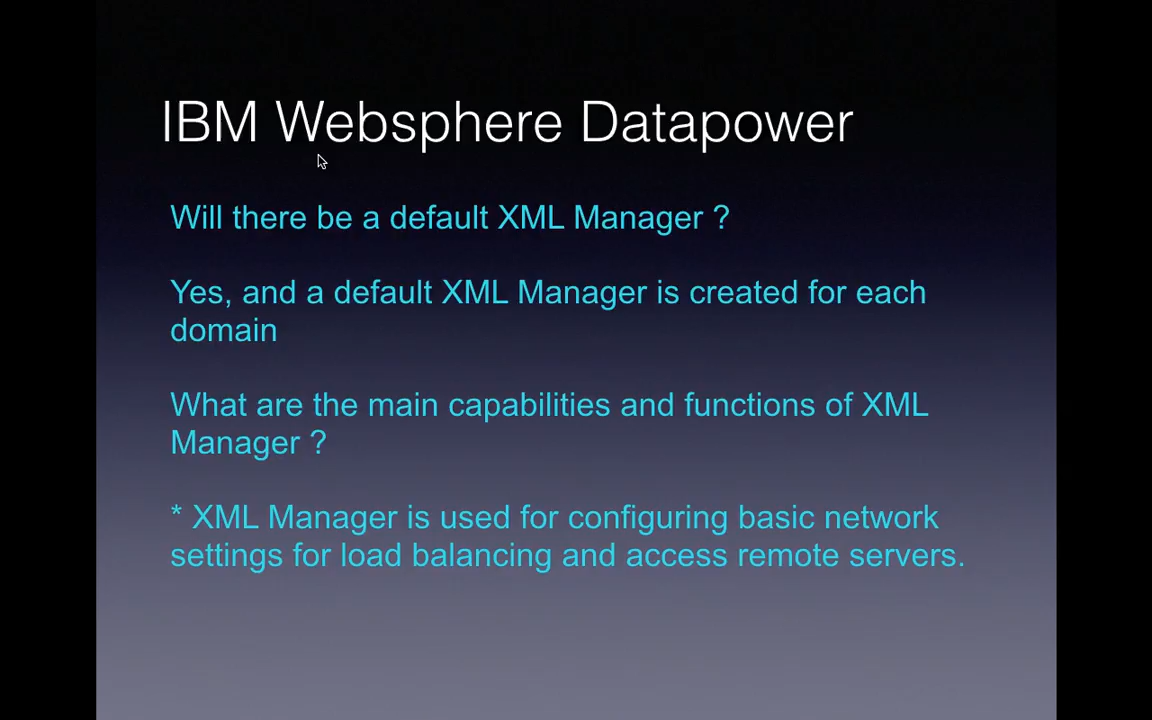 IBM Websphere Datapower
Will there be a default XML Manager ?
Yes, and a default XML Manager is created for each
domain
What are the main capabilities and functions of XML
Manager ?
* XML Manager is used for configuring basic network
settings for load balancing and access remote servers.